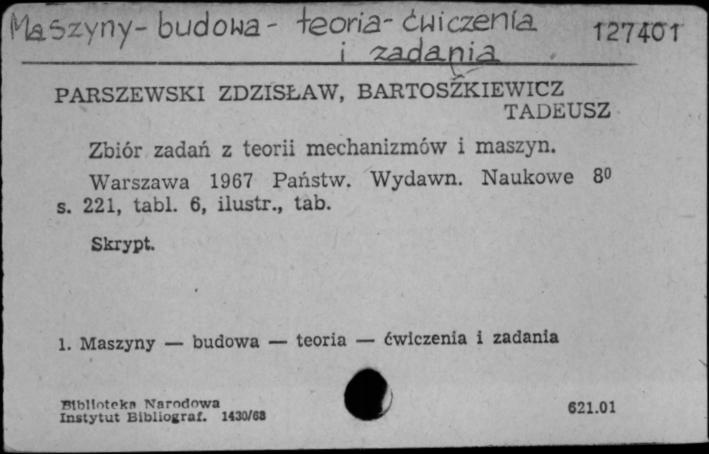 Maszyny - budowa - teoria - ćwiczenia 127401
i zadania
PARSZEWSKI ZDZISŁAW, BARTOSZKIEWICZ
TADEUSZ
Zbiór zadań z teorii mechanizmów i maszyn.
Warszawa 1967 Państw. Wydawn. Naukowe 8⁰
s. 221, tabl. 6, ilustr., tab.
Skrypt.
1. Maszyny — budowa — teoria — ćwiczenia i zadania
Biblioteka Narodowa
Instytut Bibliograf. 1430/68
621.01